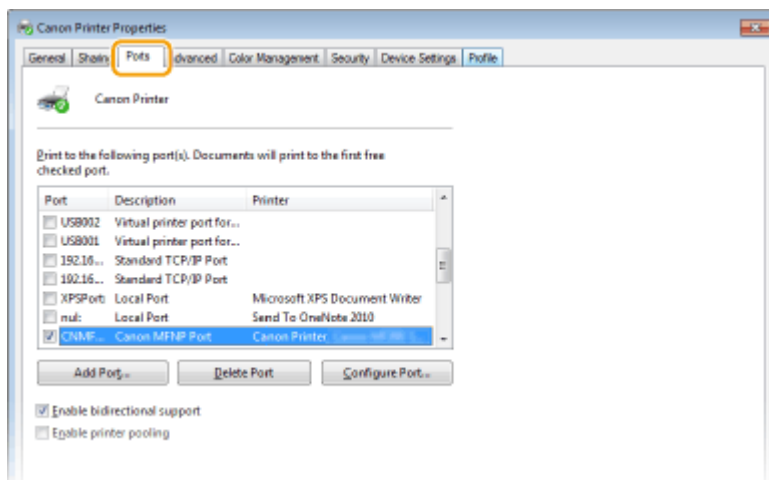 Canon Printer Properties
General Sharin Ports dvanced Color Management Security Device Settings Profile
Canon Printer
Print to the following port(s). Documents will print to the first free
checked port.
Port Description Printer
USB002 Virtual printer port for...
USB001 Virtual printer port for...
192.16... Standard TCP/IP Port
192.16... Standard TCP/IP Port
XPSPort: Local Port Microsoft XPS Document Writer
nul: Local Port Send To OneNote 2010
CNMF... Canon MFNP Port Canon Printer,
Add Port... Delete Port Configure Port...
Enable bidirectional support
Enable printer pooling